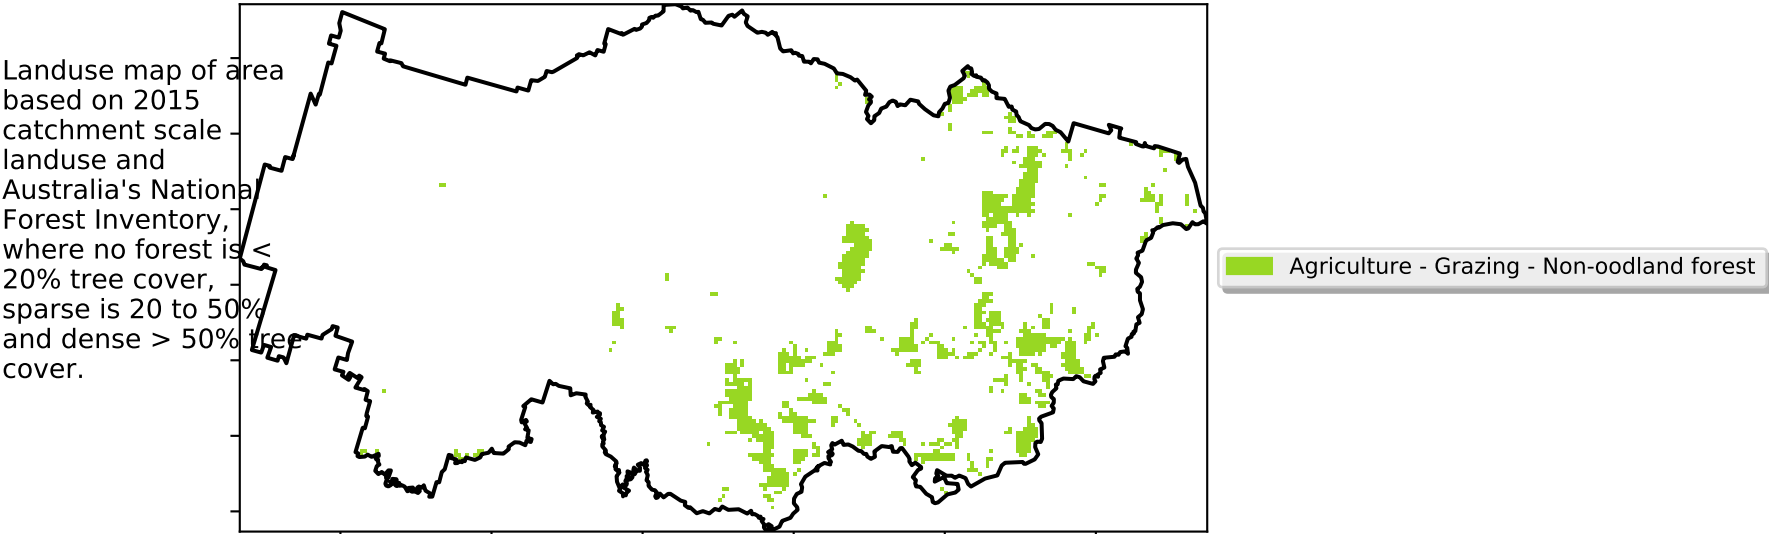 Landuse map of area
based on 2015
catchment scale
landuse and
Australia's National
Forest Inventory,
where no forest is <
20% tree cover,
sparse is 20 to 50%
and dense > 50% tree
cover.
Agriculture - Grazing - Non-oodland forest